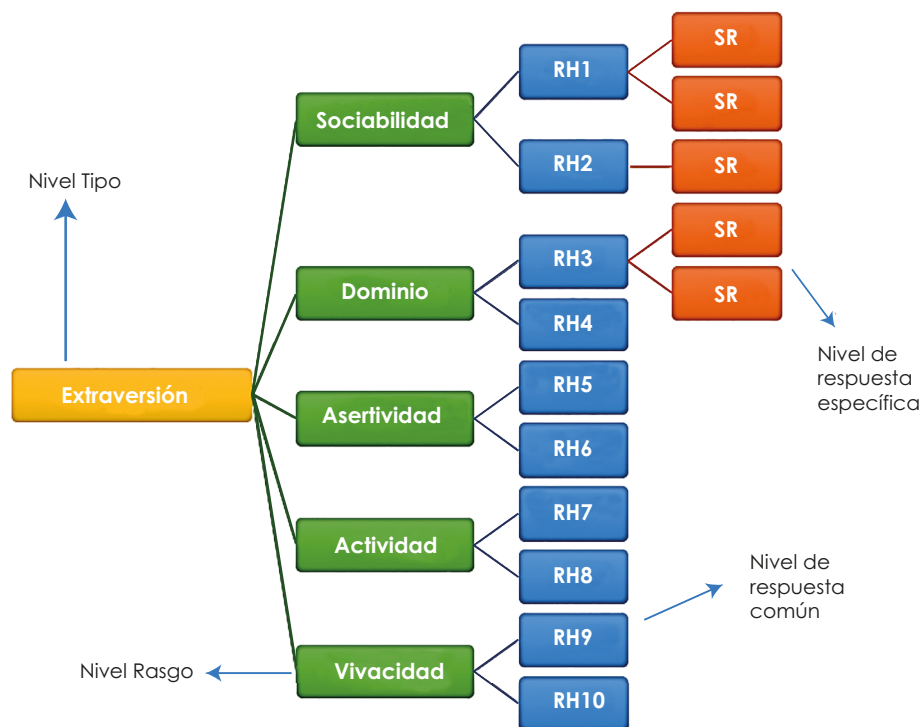 SR
RH1
SR
Sociabilidad
RH2
SR
Nivel Tipo
SR
RH3
Dominio
SR
RH4
Nivel de
respuesta
específica
Extraversión
RH5
Asertividad
RH6
RH7
Actividad
Nivel de
respuesta
común
RH8
RH9
Nivel Rasgo
Vivacidad
RH10